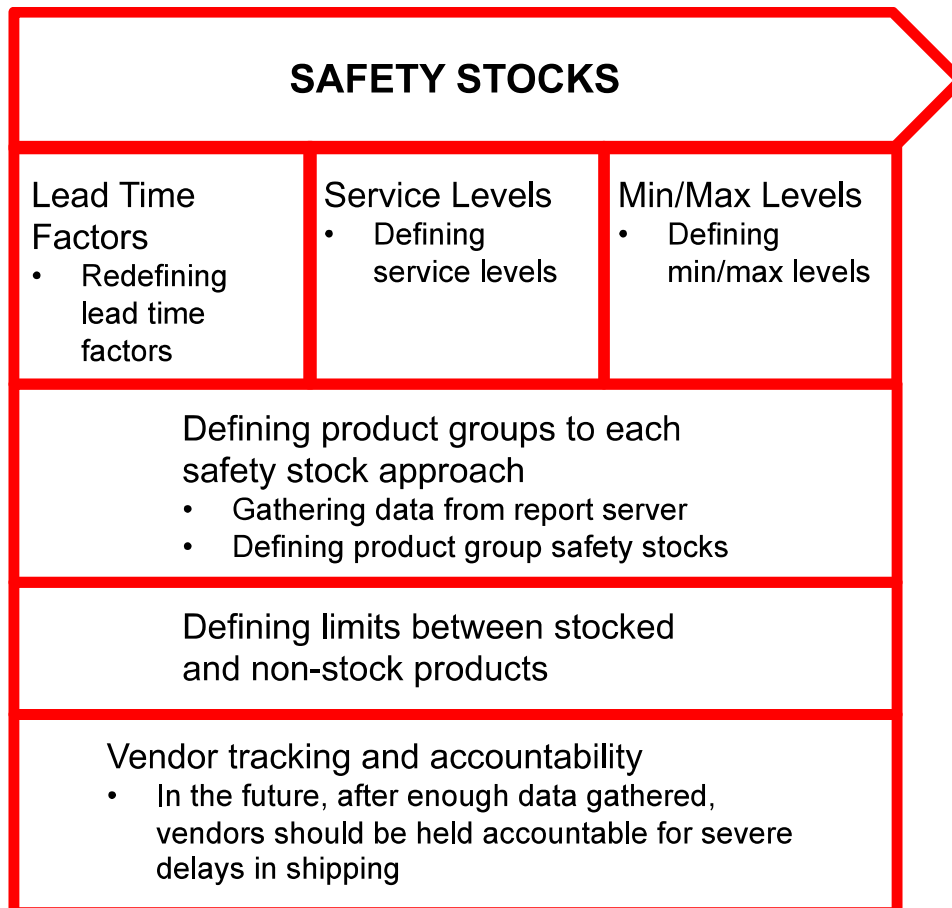 SAFETY STOCKS
Lead Time
Factors
• Redefining
lead time
factors
Service Levels
• Defining
service levels
Min/Max Levels
• Defining
min/max levels
Defining product groups to each
safety stock approach
• Gathering data from report server
• Defining product group safety stocks
Defining limits between stocked
and non-stock products
Vendor tracking and accountability
• In the future, after enough data gathered,
vendors should be held accountable for severe
delays in shipping